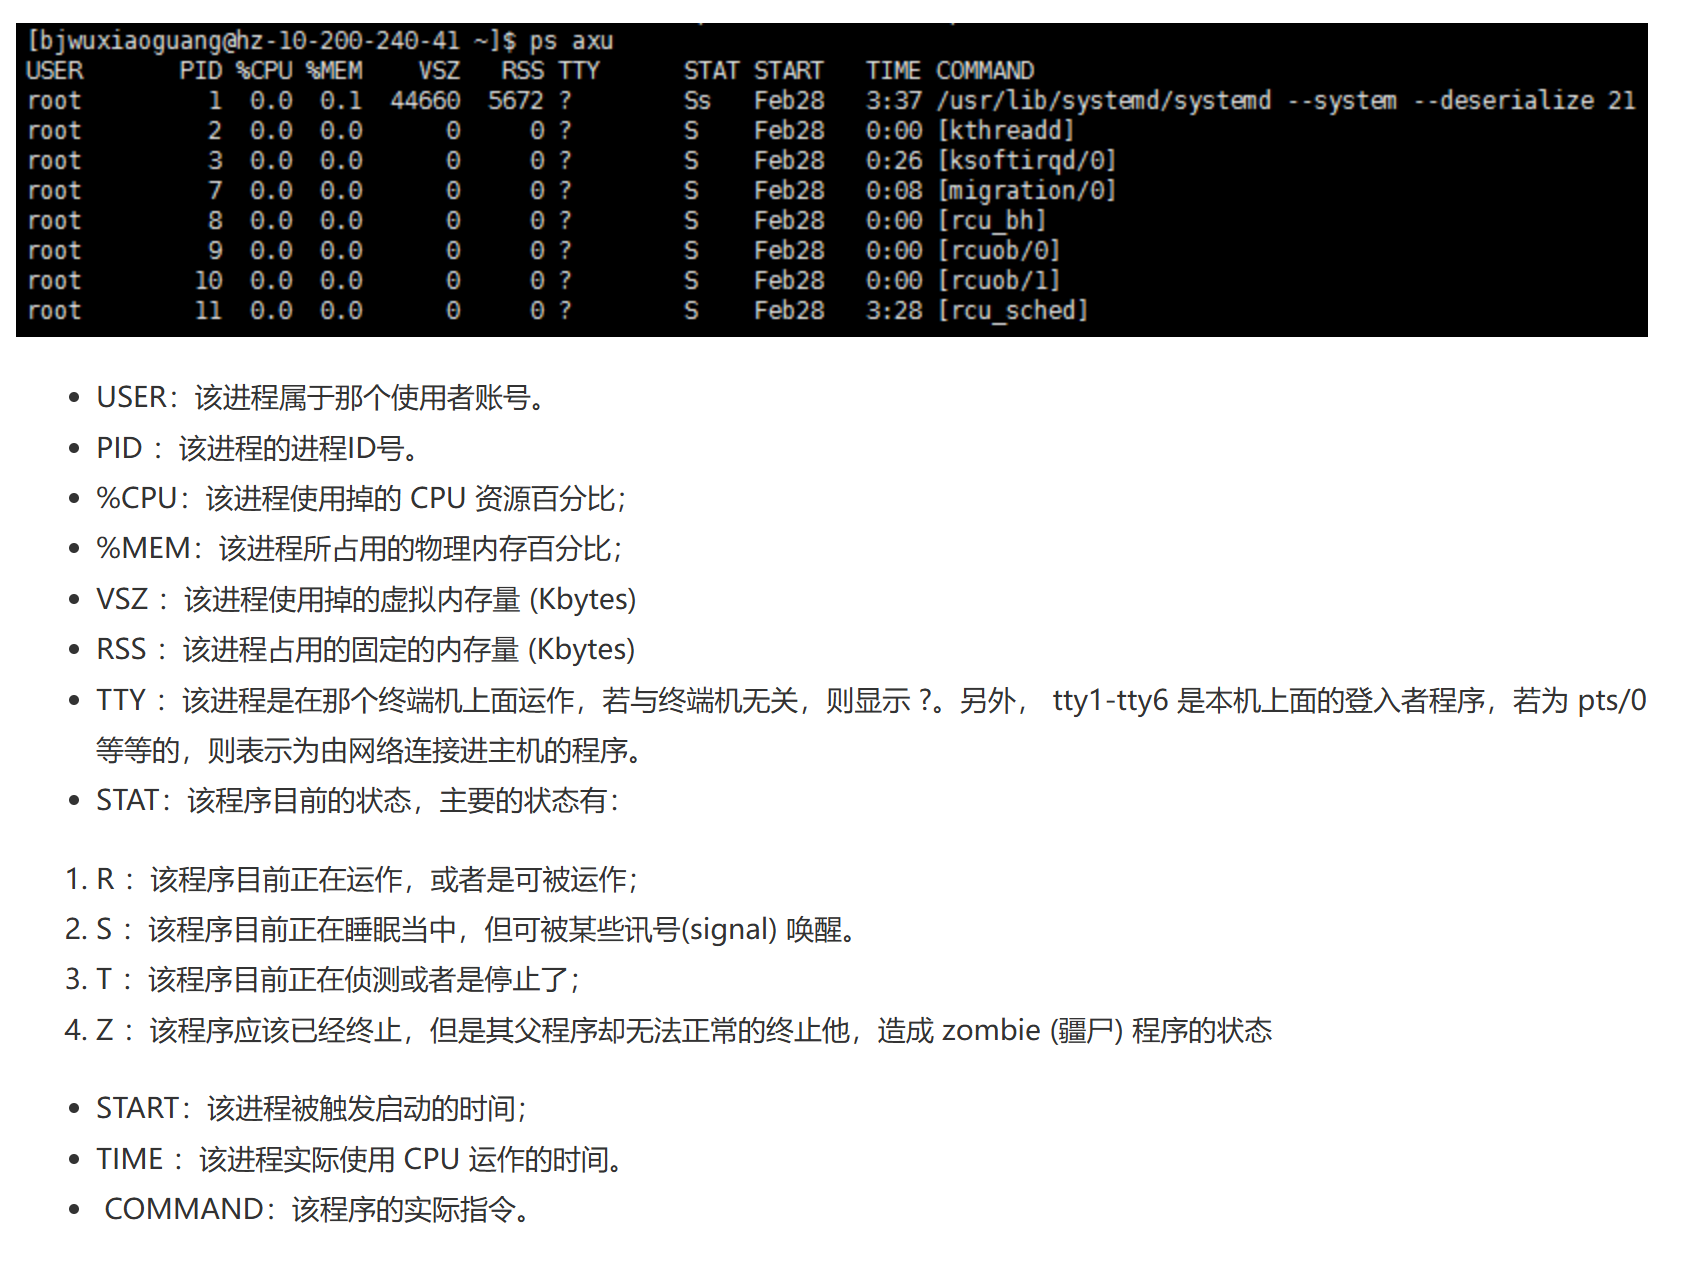 [bjwuxiaoguang@hz-10-200-240-41 ~]$ ps axu
USER PID %CPU %MEM VSZ RSS TTY STAT START TIME COMMAND
root 1 0.0 0.1 44660 5672 ? Ss Feb28 3:37 /usr/lib/systemd/systemd --system --deserialize 21
root 2 0.0 0.0 0 0 ? S Feb28 0:00 [kthreadd]
root 3 0.0 0.0 0 0 ? S Feb28 0:26 [ksoftirqd/0]
root 7 0.0 0.0 0 0 ? S Feb28 0:08 [migration/0]
root 8 0.0 0.0 0 0 ? S Feb28 0:00 [rcu_bh]
root 9 0.0 0.0 0 0 ? S Feb28 0:00 [rcuob/0]
root 10 0.0 0.0 0 0 ? S Feb28 0:00 [rcuob/1]
root 11 0.0 0.0 0 0 ? S Feb28 3:28 [rcu_sched]
• USER：该进程属于那个使用者账号。
• PID ：该进程的进程ID号。
• %CPU：该进程使用掉的 CPU 资源百分比；
• %MEM：该进程所占用的物理内存百分比；
• VSZ ：该进程使用掉的虚拟内存量 (Kbytes)
• RSS ：该进程占用的固定的内存量 (Kbytes)
• TTY ：该进程是在那个终端机上面运作，若与终端机无关，则显示 ?。另外， tty1-tty6 是本机上面的登入者程序，若为 pts/0
等等的，则表示为由网络连接进主机的程序。
• STAT：该程序目前的状态，主要的状态有：
1. R ：该程序目前正在运作，或者是可被运作；
2. S ：该程序目前正在睡眠当中，但可被某些讯号(signal) 唤醒。
3. T ：该程序目前正在侦测或者是停止了；
4. Z ：该程序应该已经终止，但是其父程序却无法正常的终止他，造成 zombie (疆尸) 程序的状态
• START：该进程被触发启动的时间；
• TIME ：该进程实际使用 CPU 运作的时间。
• COMMAND：该程序的实际指令。